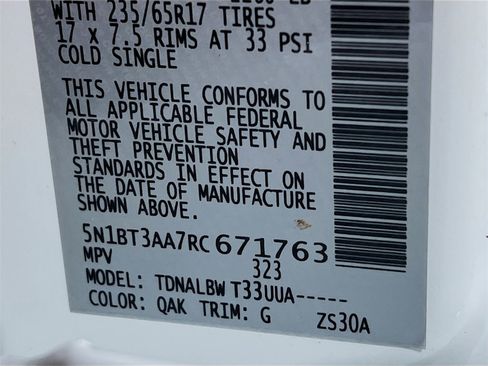 WITH 235/65R17 TIRES
17 x 7.5 RIMS AT 33 PSI
COLD SINGLE
THIS VEHICLE CONFORMS TO
ALL APPLICABLE FEDERAL
MOTOR VEHICLE SAFETY AND
THEFT PREVENTION
STANDARDS IN EFFECT ON
THE DATE OF MANUFACTURE
SHOWN ABOVE.
5N1BT3AA7RC671763
MPV 323
MODEL: TDNALBW T33UUA-----
COLOR: QAK TRIM: G ZS30A